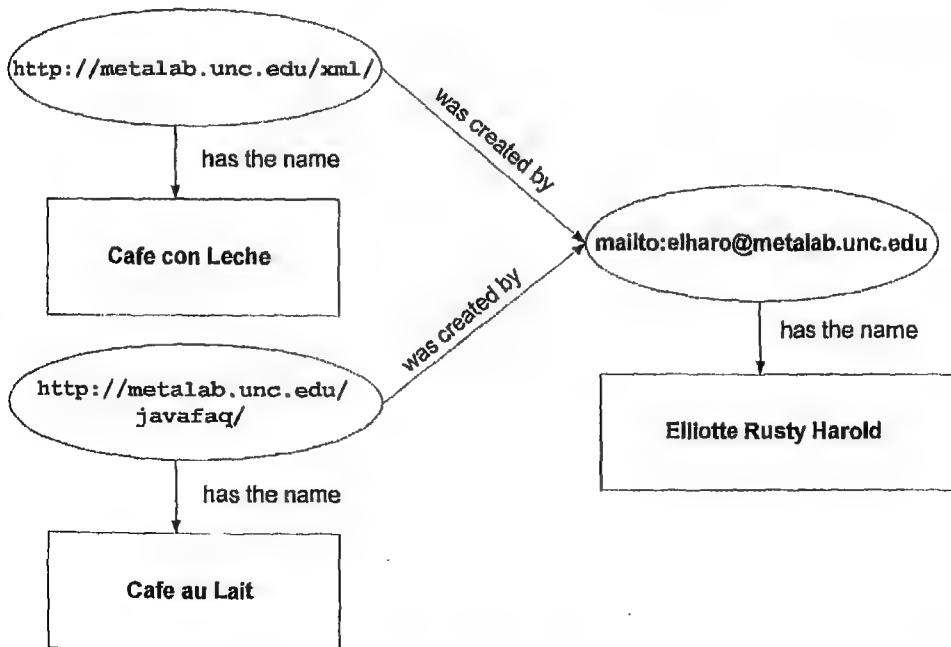 http://metalab.unc.edu/xml/
was created by
has the name
Cafe con Leche
mailto:elharo@metalab.unc.edu
was created by
has the name
http://metalab.unc.edu/
javafaq/
Elliotte Rusty Harold
has the name
Cafe au Lait